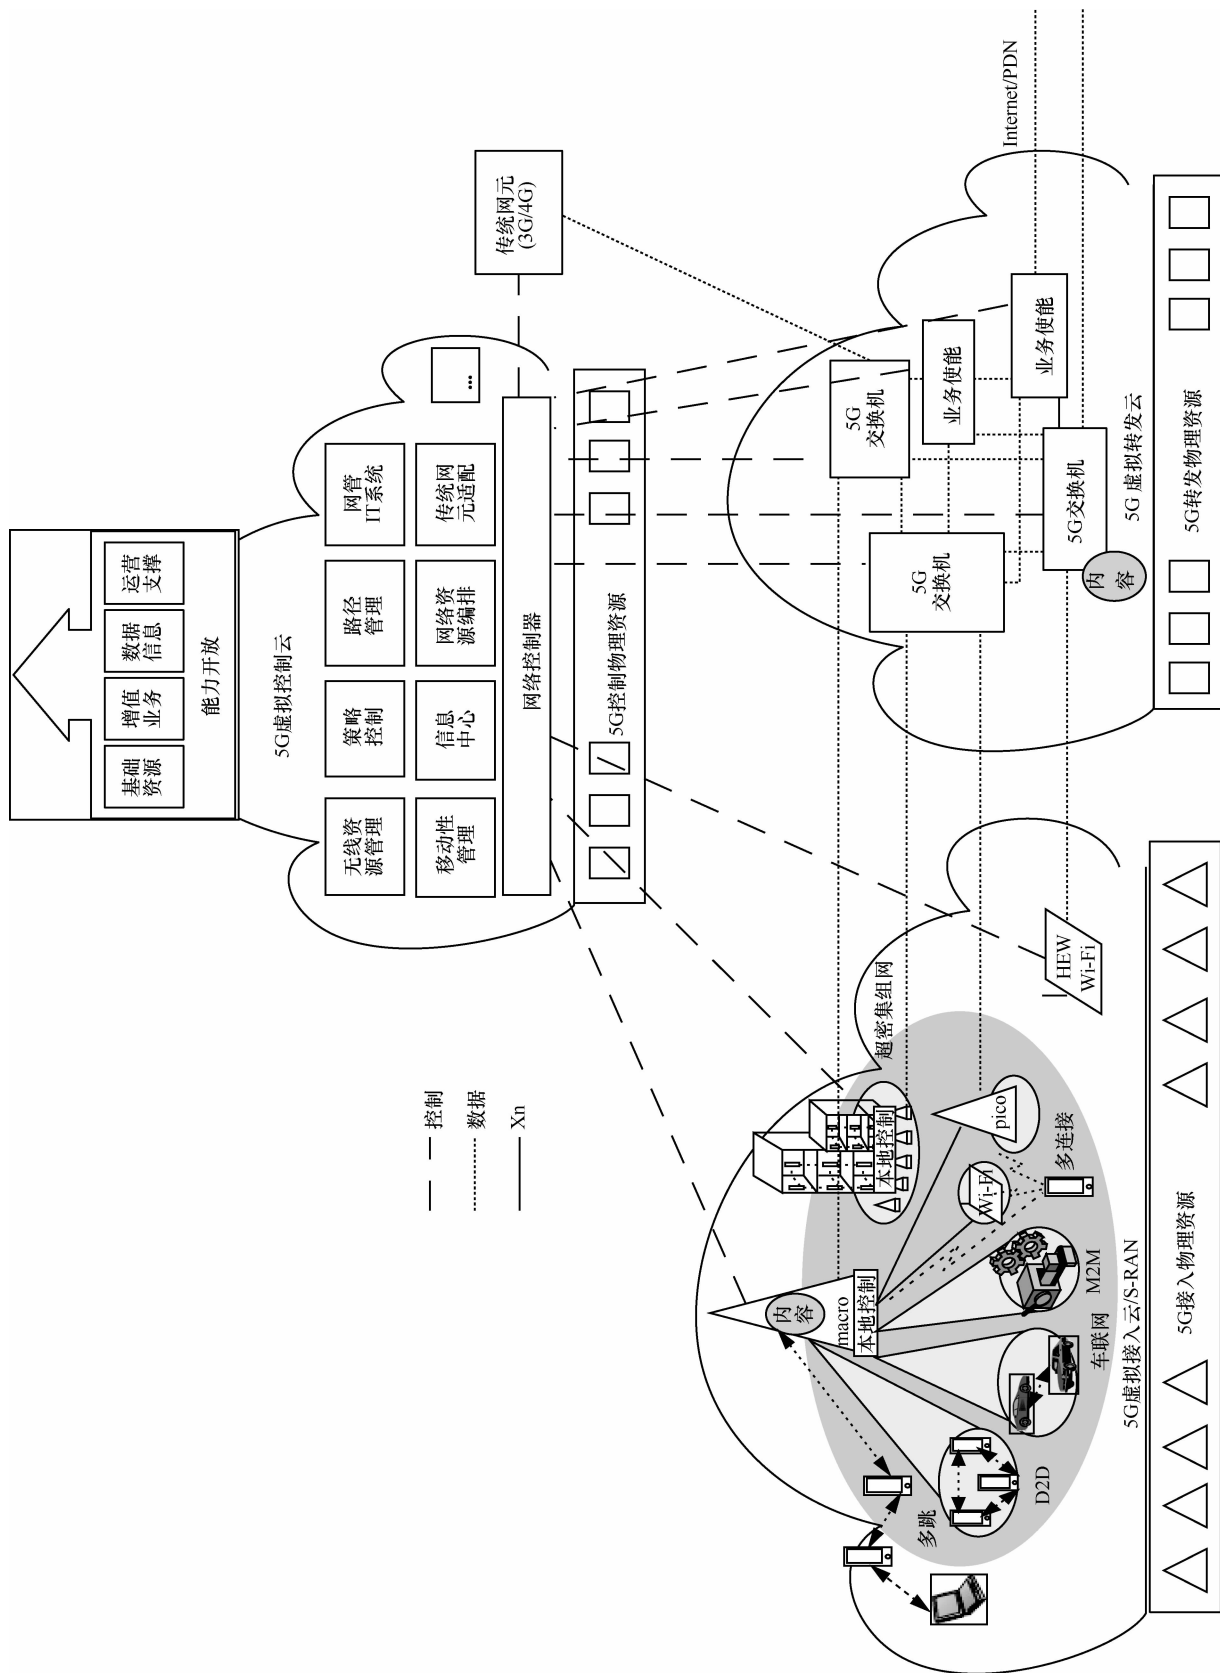 基础
资源
增值
业务
数据
信息
运营
支撑
能力开放
5G虚拟控制云
无线资
源管理
策略
控制
路径
管理
网管
IT系统
移动性
管理
信息
中心
网络资
源编排
传统网
元适配
...
网络控制器
传统网元
(3G/4G)
5G控制物理资源
控制
数据
Xn
超密集组网
本地控制
内容
macro
本地控制
多跳
D2D
车联网
M2M
Wi-Fi
pico
多连接
HEW
Wi-Fi
5G虚拟接入云/S-RAN
5G接入物理资源
5G
交换机
5G
交换机
业务使能
业务使能
5G交换机
内容
Internet/PDN
5G 虚拟转发云
5G转发物理资源